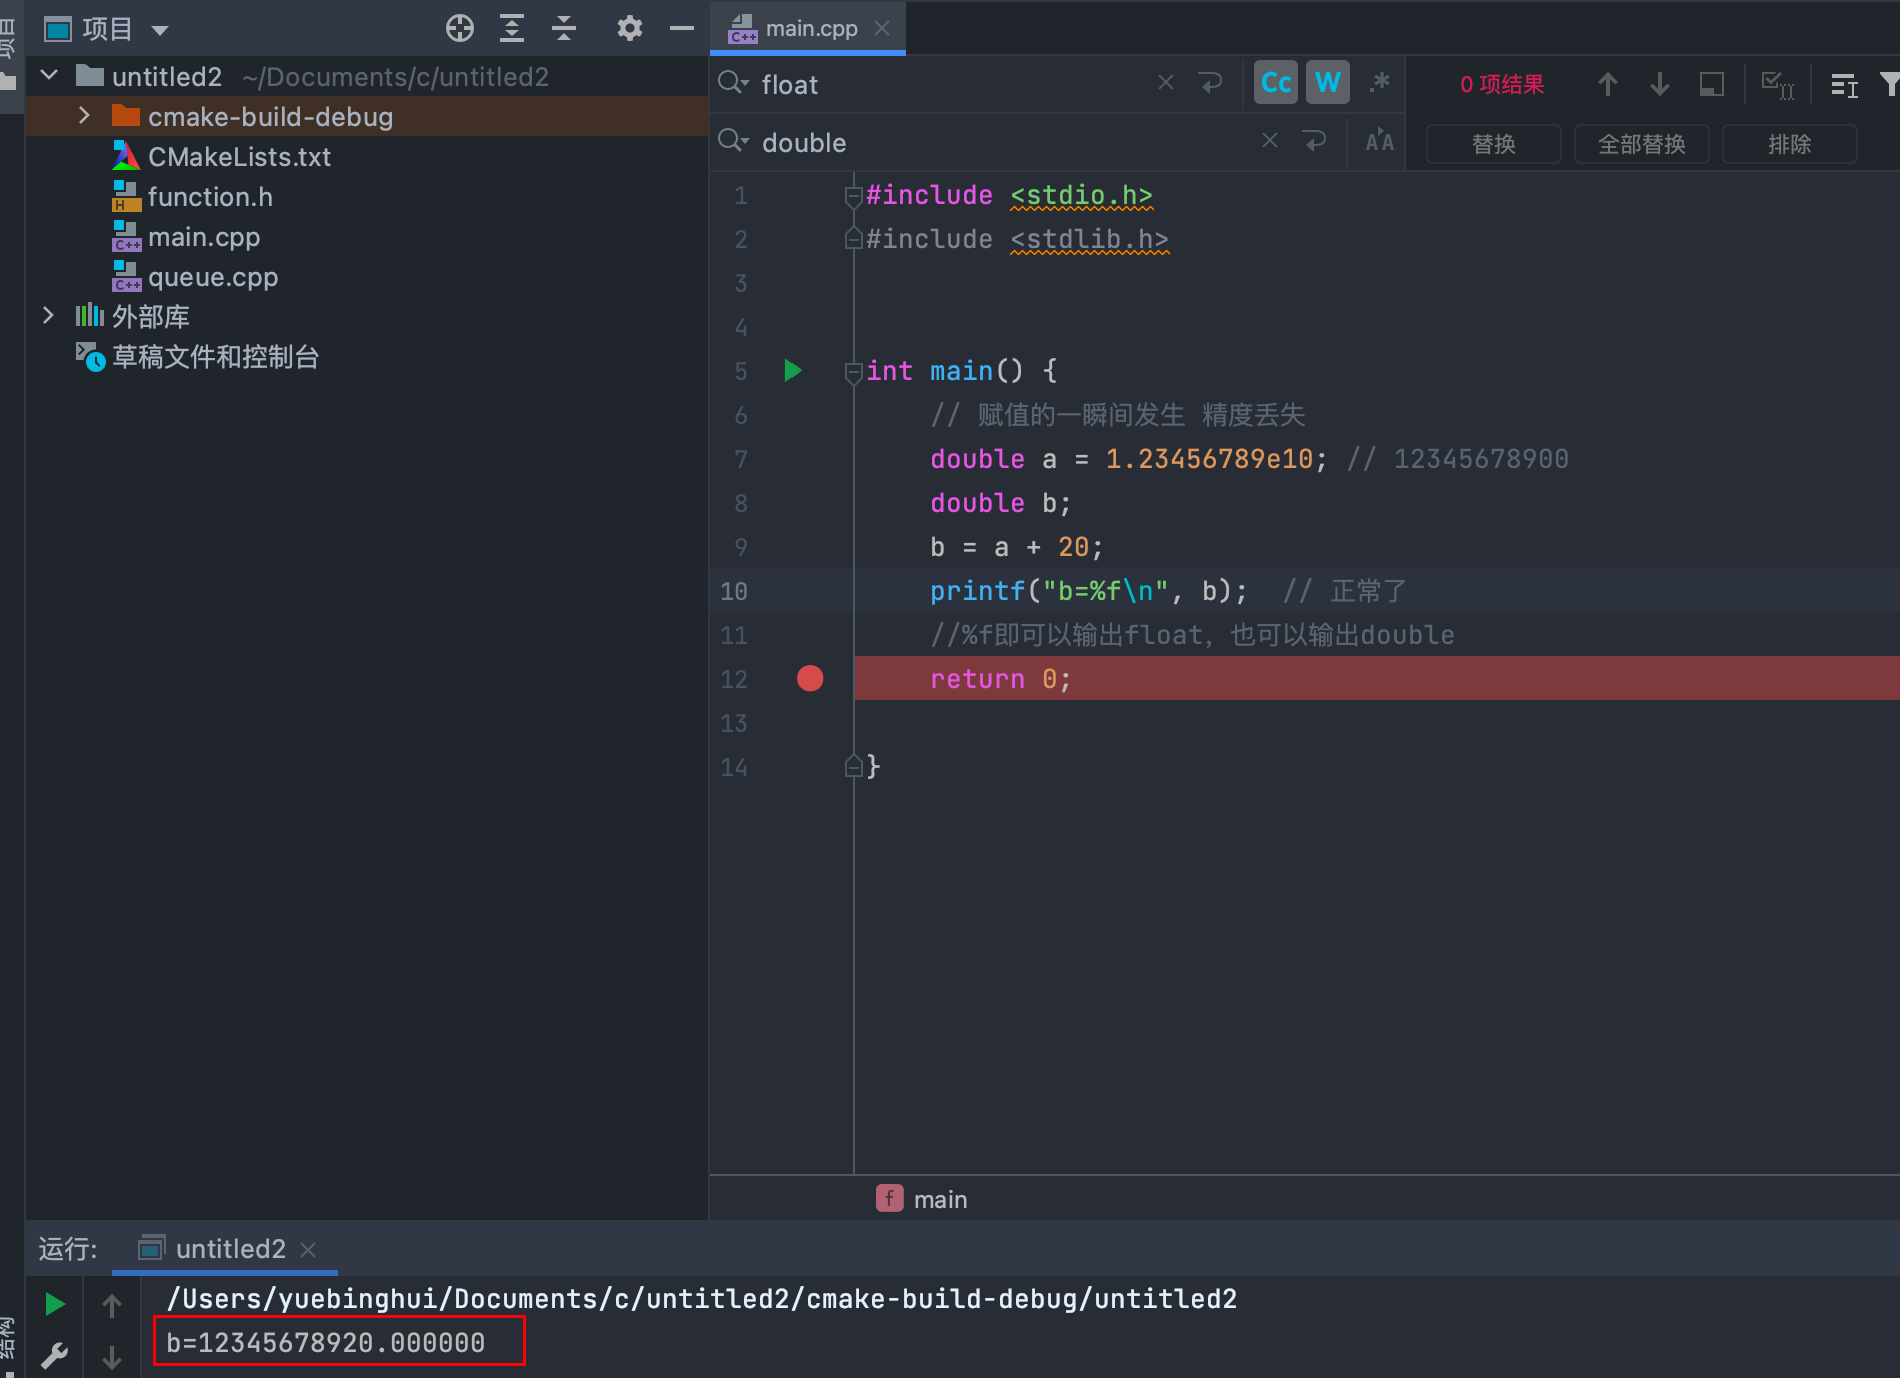 项目
项目
main.cpp
untitled2 ~/Documents/c/untitled2
cmake-build-debug
CMakeLists.txt
function.h
main.cpp
queue.cpp
外部库
草稿文件和控制台
float
Cc W .*
0 项结果
double
替换 全部替换 排除
1 #include <stdio.h>
2 #include <stdlib.h>
3
4
5 int main() {
6 // 赋值的一瞬间发生 精度丢失
7 double a = 1.23456789e10; // 12345678900
8 double b;
9 b = a + 20;
10 printf("b=%f\n", b); // 正常了
11 //%f即可以输出float, 也可以输出double
12 return 0;
13
14 }
f main
运行: untitled2
/Users/yuebinghui/Documents/c/untitled2/cmake-build-debug/untitled2
b=12345678920.000000
结构